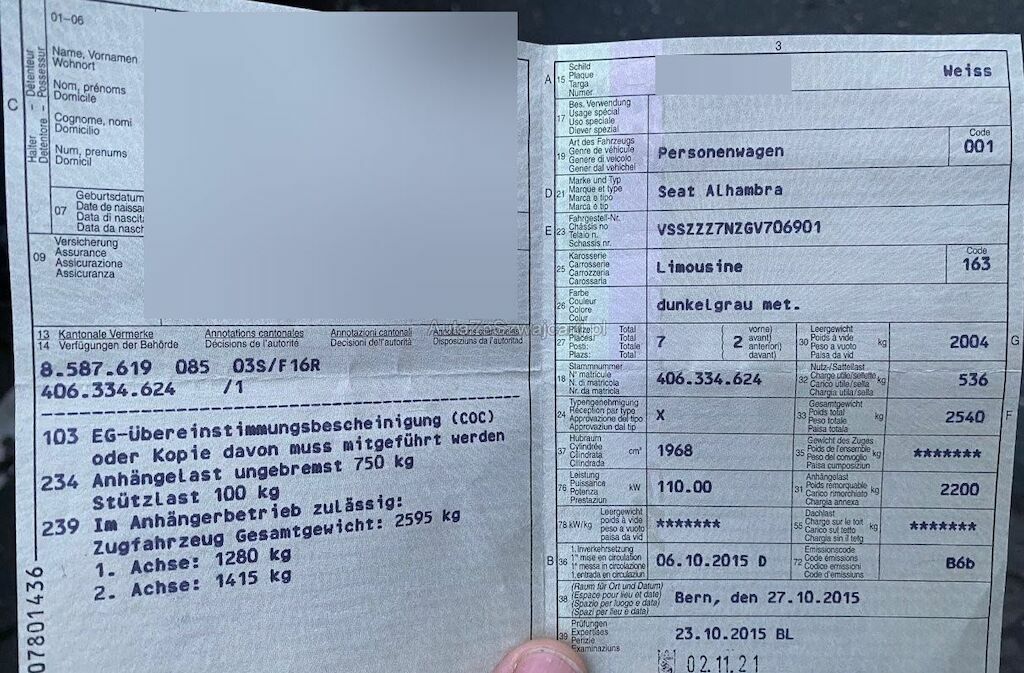 01-06
C
Halter - Détenteur
Detentore - Possessur
Name, Vornamen
Wohnort
Nom, prénoms
Domicile
Cognome, nomi
Domicilio
Num, prenums
Domicil
07
Geburtsdatum
Date de naissa
Data di nascit
Data da nasch
09
Versicherung
Assurance
Assicurazione
Assicuranza
13 Kantonale Vermerke Annotations cantonales Annotazioni cantonali Annotaziuns chantunalas
14 Verfügungen der Behörde Décisions de l'autorité Decisioni dell'autorità Disposiziuns da l'autoritad
8.587.619 085 03S/F16R
406.334.624 /1
103 EG-Übereinstimmungsbescheinigung (COC)
oder Kopie davon muss mitgeführt werden
234 Anhängelast ungebremst 750 kg
Stützlast 100 kg
239 Im Anhängerbetrieb zulässig:
Zugfahrzeug Gesamtgewicht: 2595 kg
1. Achse: 1280 kg
2. Achse: 1415 kg
07801436
3
A 15 Schild
Plaque
Targa
Numer
Weiss
17 Bes. Verwendung
Usage spécial
Uso speciale
Diever spezial
19 Art des Fahrzeugs
Genre de véhicule
Genere di veicolo
Gener dal vehichel
Personenwagen
Code
001
D 21 Marke und Typ
Marque et type
Marca e tipo
Marca e tip
Seat Alhambra
E 23 Fahrgestell-Nr.
Châssis no
Telaio n.
Schassis nr.
VSSZZZ7NZGV706901
25 Karosserie
Carrosserie
Carrozzeria
Carossaria
Limousine
Code
163
26 Farbe
Couleur
Colore
Colur
dunkelgrau met.
27 Plätze: Total
Places: Total
Posti: Totale
Plazs: Total
7
( vorne)
2 avant)
anteriori)
( davant)
30 Leergewicht
Poids à vide
Peso a vuoto
Paisa da vid
kg
2004
G
18 Stammnummer
N° matricule
N. di matricola
Nr. da matricla
406.334.624
32 Nutz-/Sattellast
Charge utile/sellette
Carico utile/sella
Chargia utila/sella
kg
536
24 Typengenehmigung
Réception par type
Approvazione del tipo
Approvaziun dal tip
X
33 Gesamtgewicht
Poids total
Peso totale
Paisa totala
kg
2540
F
37 Hubraum
Cylindrée
Cilindrata
Cilindrada
cm³
1968
35 Gewicht des Zuges
Poids de l'ensemble
Peso del convoglio
Paisa cumposiziun
kg
*******
76 Leistung
Puissance
Potenza
Prestaziun
kW
110.00
31 Anhängelast
Poids remorquable
Carico rimorchiato
Chargia annexa
kg
2200
78 kW/kg Leergewicht
poids à vide
peso a vuoto
paisa da vid
*******
55 Dachlast
Charge sur le toit
Carico sul tetto
Chargia sin il tetg
kg
*******
B 36 1. Inverkehrsetzung
1re mise en circulation
1a messa in circolazione
1. entrada en circulaziun
06.10.2015 D
72 Emissionscode
Code émissions
Codice emissioni
Code d'emissiuns
B6b
38 (Raum für Ort und Datum)
(Espace pour lieu et date)
(Spazio per luogo e data)
(Spazi per lieu e data)
Bern, den 27.10.2015
39 Prüfungen
Expertises
Perizie
Examinaziuns
23.10.2015 BL
02.11.21